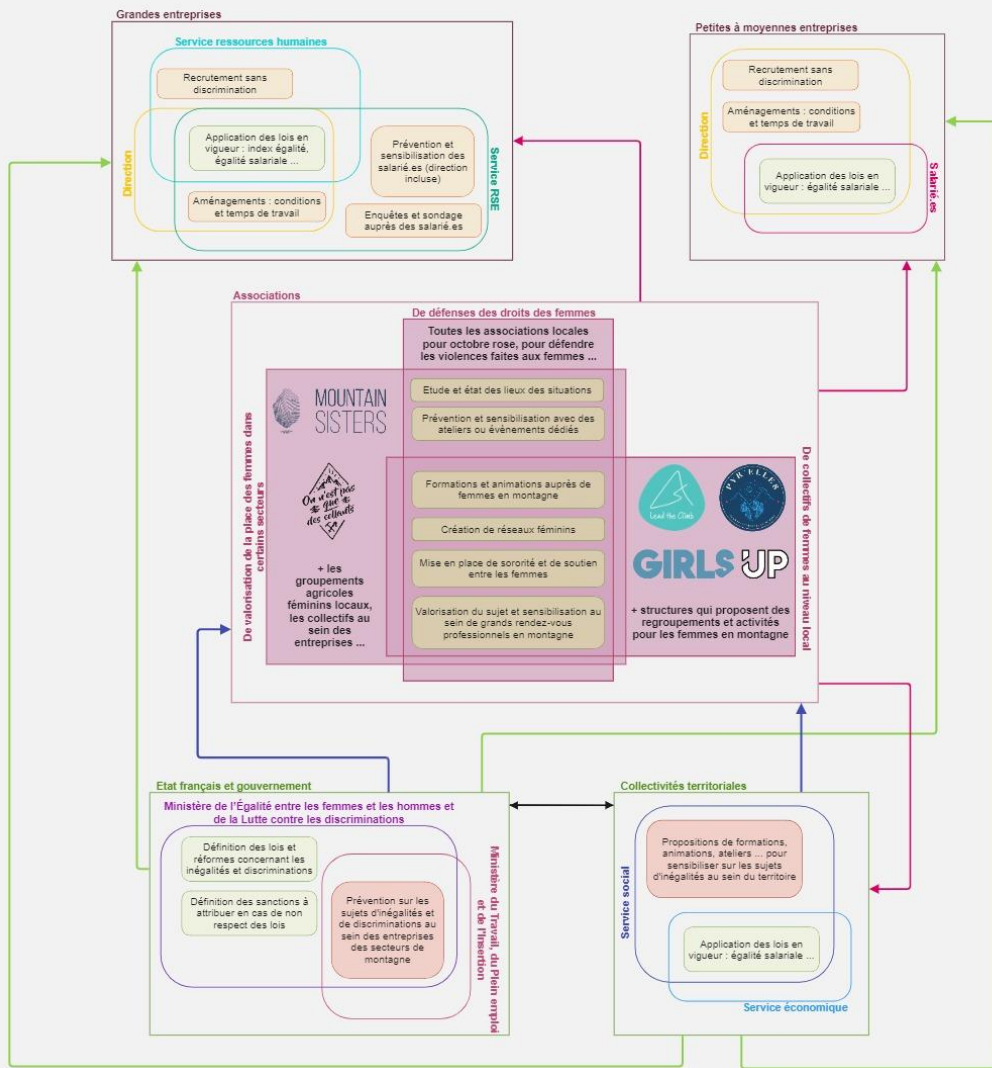 Grandes entreprises
Service ressources humaines
Recrutement sans
discrimination
Direction
Application des lois en
vigueur : index égalité,
égalité salariale ...
Prévention et
sensibilisation des
salarié.es (direction
incluse)
Service RSE
Aménagements : conditions
et temps de travail
Enquêtes et sondage
auprès des salarié.es
Petites à moyennes entreprises
Recrutement sans
discrimination
Direction
Aménagements : conditions
et temps de travail
Application des lois en
vigueur : égalité salariale ...
Salarié.es
Associations
De défenses des droits des femmes
Toutes les associations locales
pour octobre rose, pour défendre
les violences faites aux femmes ...
De valorisation de la place des femmes dans
certains secteurs
MOUNTAIN
SISTERS
On n'est pas
que
des collants
+ les
groupements
agricoles
féminins locaux,
les collectifs au
sein des
entreprises ...
Etude et état des lieux des situations
Prévention et sensibilisation avec des
ateliers ou évènements dédiés
Formations et animations auprès de
femmes en montagne
Création de réseaux féminins
Mise en place de sororité et de soutien
entre les femmes
Valorisation du sujet et sensibilisation au
sein de grands rendez-vous
professionnels en montagne
Lead the Climb
PYR'ELLES
GIRLS UP
+ structures qui proposent des
regroupements et activités
pour les femmes en montagne
De collectifs de femmes au niveau local
Etat français et gouvernement
Ministère de l'Égalité entre les femmes et les hommes et
de la Lutte contre les discriminations
Définition des lois et
réformes concernant les
inégalités et discriminations
Définition des sanctions à
attribuer en cas de non
respect des lois
Prévention sur les
sujets d'inégalités et
de discriminations au
sein des entreprises
des secteurs de
montagne
Ministère du Travail, du Plein emploi
et de l'Insertion
Collectivités territoriales
Service social
Propositions de formations,
animations, ateliers ... pour
sensibiliser sur les sujets
d'inégalités au sein du territoire
Application des lois en
vigueur : égalité salariale ...
Service économique